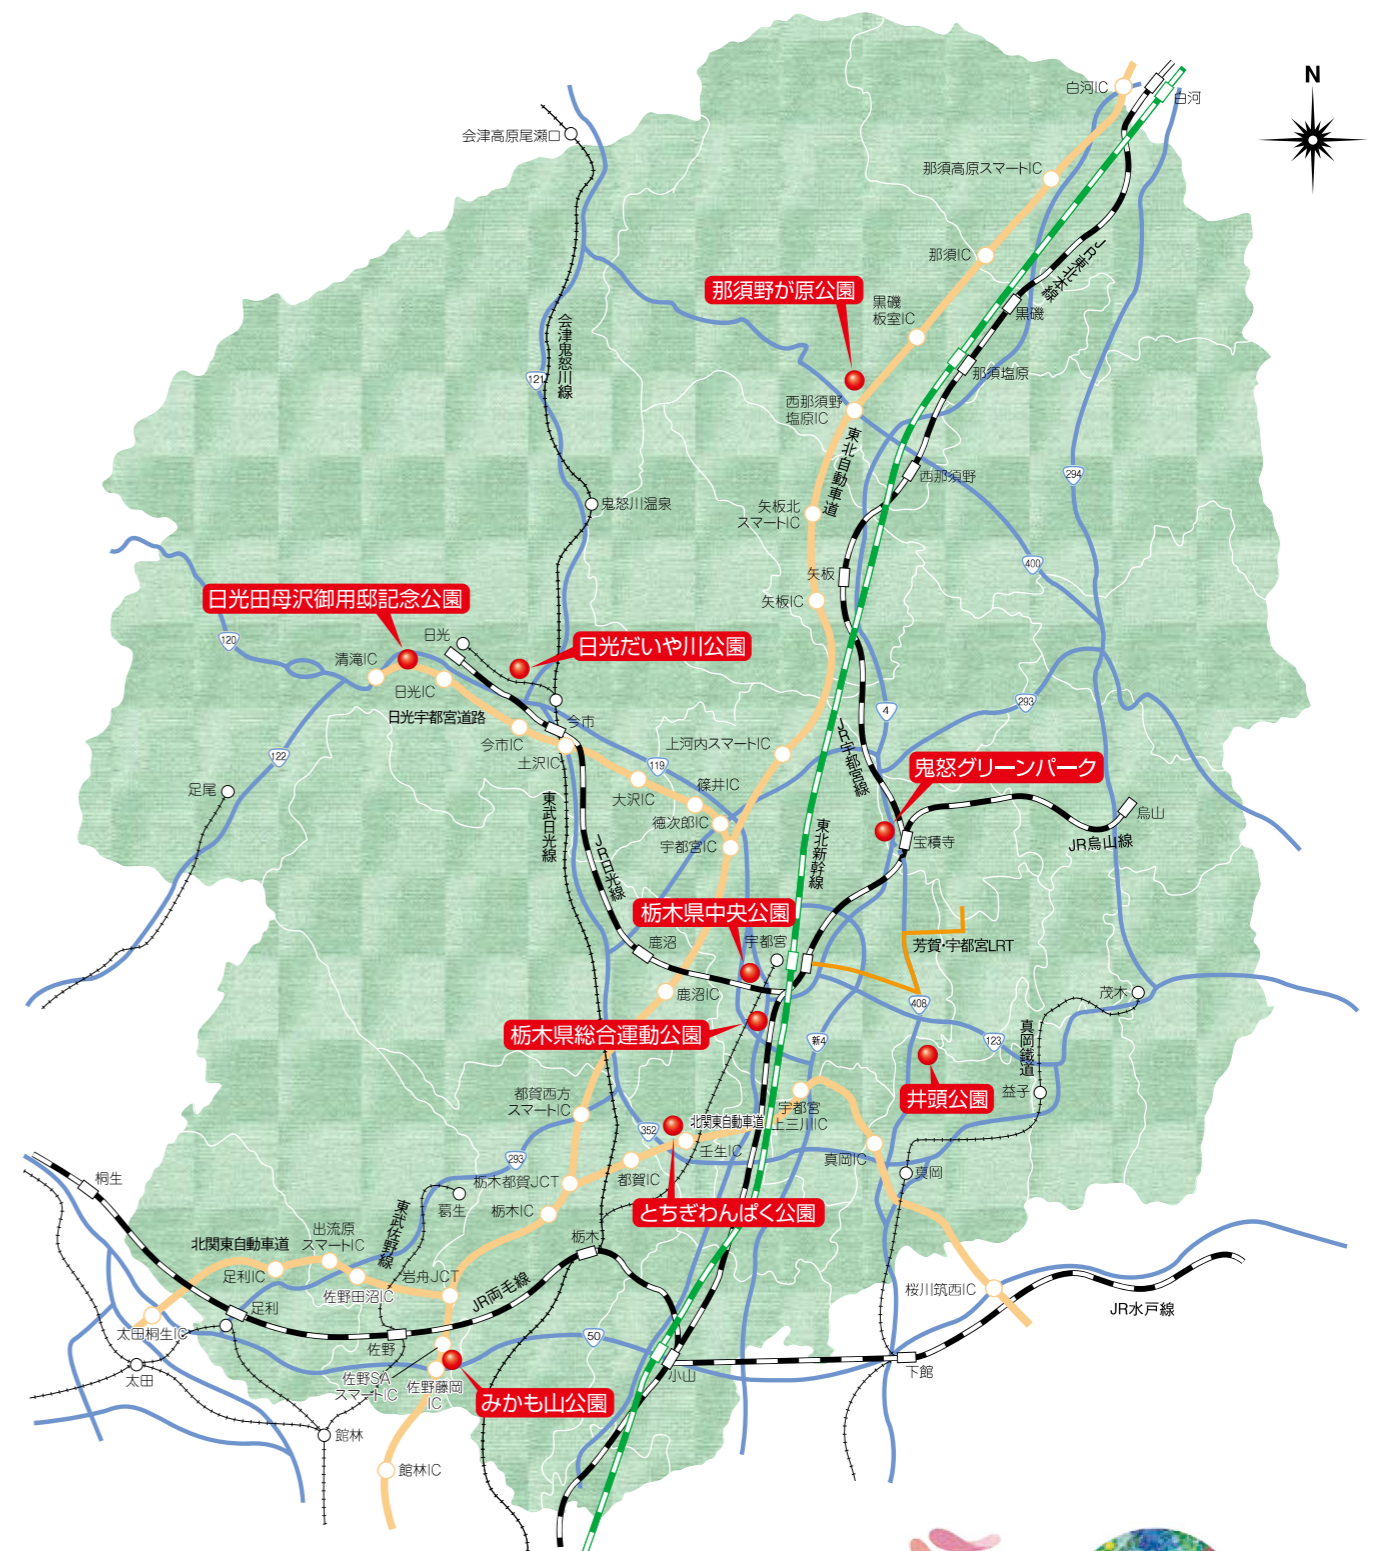 N
白河IC
白河
会津高原尾瀬口
那須高原スマートIC
那須IC
JR東北本線
那須野が原公園
黒磯
板室IC
黒磯
会津鬼怒川線
那須塩原
121
西那須野
塩原IC
東北自動車道
西那須野
294
鬼怒川温泉
矢板北
スマートIC
400
矢板
矢板IC
日光田母沢御用邸記念公園
日光
日光だいや川公園
120
清滝IC
日光IC
293
4
日光宇都宮道路
今市
今市IC
土沢IC
上河内スマートIC
JR宇都宮線
122
119
鬼怒グリーンパーク
足尾
大沢IC
篠井IC
徳次郎IC
宇都宮IC
東武日光線
JR日光線
東北新幹線
宝積寺
烏山
JR烏山線
栃木県中央公園
鹿沼
宇都宮
芳賀・宇都宮LRT
鹿沼IC
408
茂木
栃木県総合運動公園
新4
123
真岡鐵道
井頭公園
益子
都賀西方
スマートIC
宇都宮
上三川IC
北関東自動車道
352
壬生IC
293
都賀IC
真岡IC
真岡
栃木都賀JCT
桐生
葛生
栃木IC
とちぎわんぱく公園
東武佐野線
出流原
スマートIC
北関東自動車道
栃木
足利IC
岩舟JCT
佐野田沼IC
JR両毛線
桜川筑西IC
足利
JR水戸線
太田桐生IC
50
佐野
太田
佐野SA
スマートIC
佐野藤岡
IC
小山
下館
みかも山公園
館林
館林IC